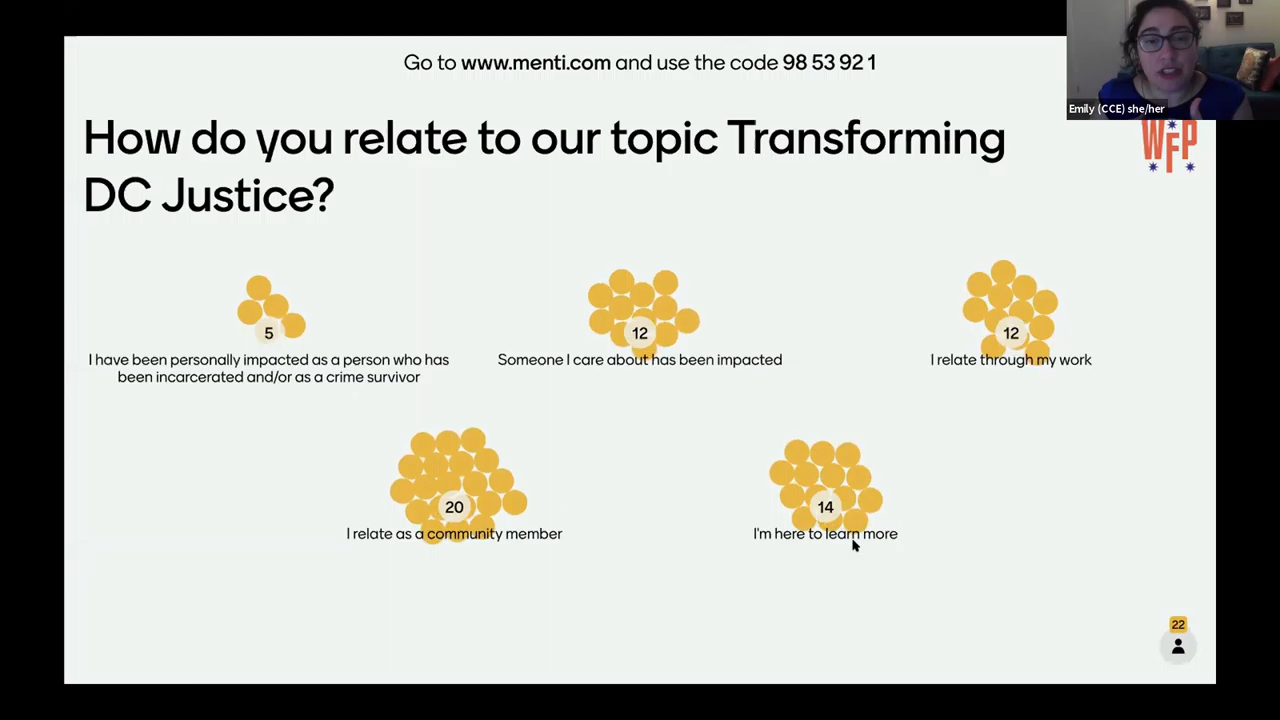 Go to www.menti.com and use the code 98 53 92 1
Emily (CCE) she/her
How do you relate to our topic Transforming
DC Justice?
WFP
5
I have been personally impacted as a person who has
been incarcerated and/or as a crime survivor
12
Someone I care about has been impacted
12
I relate through my work
20
I relate as a community member
14
I'm here to learn more
22